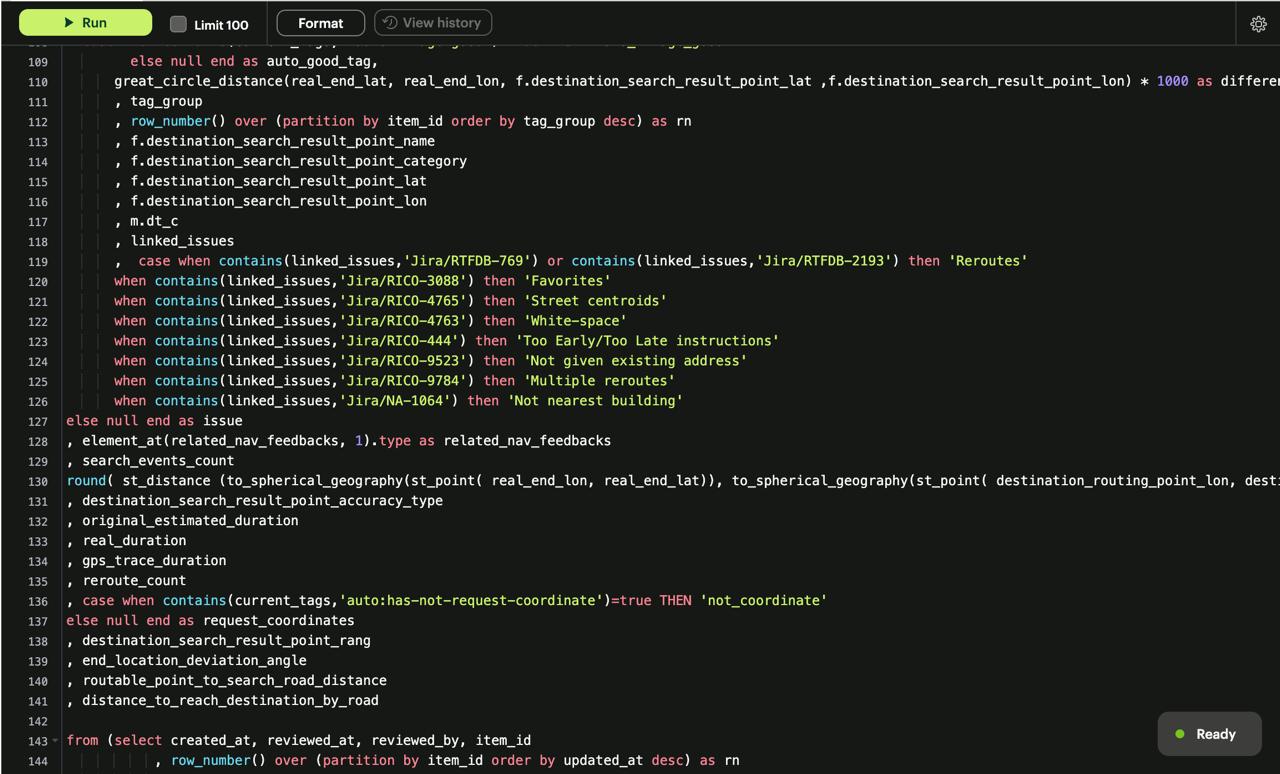 Run
Limit 100
Format
View history
109 else null end as auto_good_tag,
110 great_circle_distance(real_end_lat, real_end_lon, f.destination_search_result_point_lat ,f.destination_search_result_point_lon) * 1000 as differen
111 , tag_group
112 , row_number() over (partition by item_id order by tag_group desc) as rn
113 , f.destination_search_result_point_name
114 , f.destination_search_result_point_category
115 , f.destination_search_result_point_lat
116 , f.destination_search_result_point_lon
117 , m.dt_c
118 , linked_issues
119 , case when contains(linked_issues,'Jira/RTFDB-769') or contains(linked_issues,'Jira/RTFDB-2193') then 'Reroutes'
120 when contains(linked_issues,'Jira/RICO-3088') then 'Favorites'
121 when contains(linked_issues,'Jira/RICO-4765') then 'Street centroids'
122 when contains(linked_issues,'Jira/RICO-4763') then 'White-space'
123 when contains(linked_issues,'Jira/RICO-444') then 'Too Early/Too Late instructions'
124 when contains(linked_issues,'Jira/RICO-9523') then 'Not given existing address'
125 when contains(linked_issues,'Jira/RICO-9784') then 'Multiple reroutes'
126 when contains(linked_issues,'Jira/NA-1064') then 'Not nearest building'
127 else null end as issue
128 , element_at(related_nav_feedbacks, 1).type as related_nav_feedbacks
129 , search_events_count
130 round( st_distance (to_spherical_geography(st_point( real_end_lon, real_end_lat)), to_spherical_geography(st_point( destination_routing_point_lon, desti
131 , destination_search_result_point_accuracy_type
132 , original_estimated_duration
133 , real_duration
134 , gps_trace_duration
135 , reroute_count
136 , case when contains(current_tags,'auto:has-not-request-coordinate')=true THEN 'not_coordinate'
137 else null end as request_coordinates
138 , destination_search_result_point_rang
139 , end_location_deviation_angle
140 , routable_point_to_search_road_distance
141 , distance_to_reach_destination_by_road
142
143 from (select created_at, reviewed_at, reviewed_by, item_id
144 , row_number() over (partition by item_id order by updated_at desc) as rn
Ready